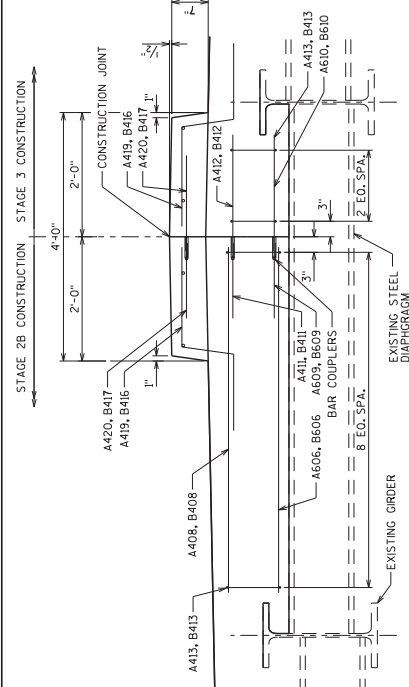 STAGE 2B CONSTRUCTION
STAGE 3 CONSTRUCTION
4'-0"
2'-0"
2'-0"
CONSTRUCTION JOINT
7"
1/2"
1"
1"
A420, B417
A419, B416
A419, B416
A420, B417
A412, B412
A408, B408
A413, B413
A413, B413
A610, B610
3"
3"
2 EQ. SPA.
A411, B411
A609, B609
BAR COUPLERS
A606, B606
8 EQ. SPA.
EXISTING STEEL
DIAPHGRAGM
EXISTING GIRDER